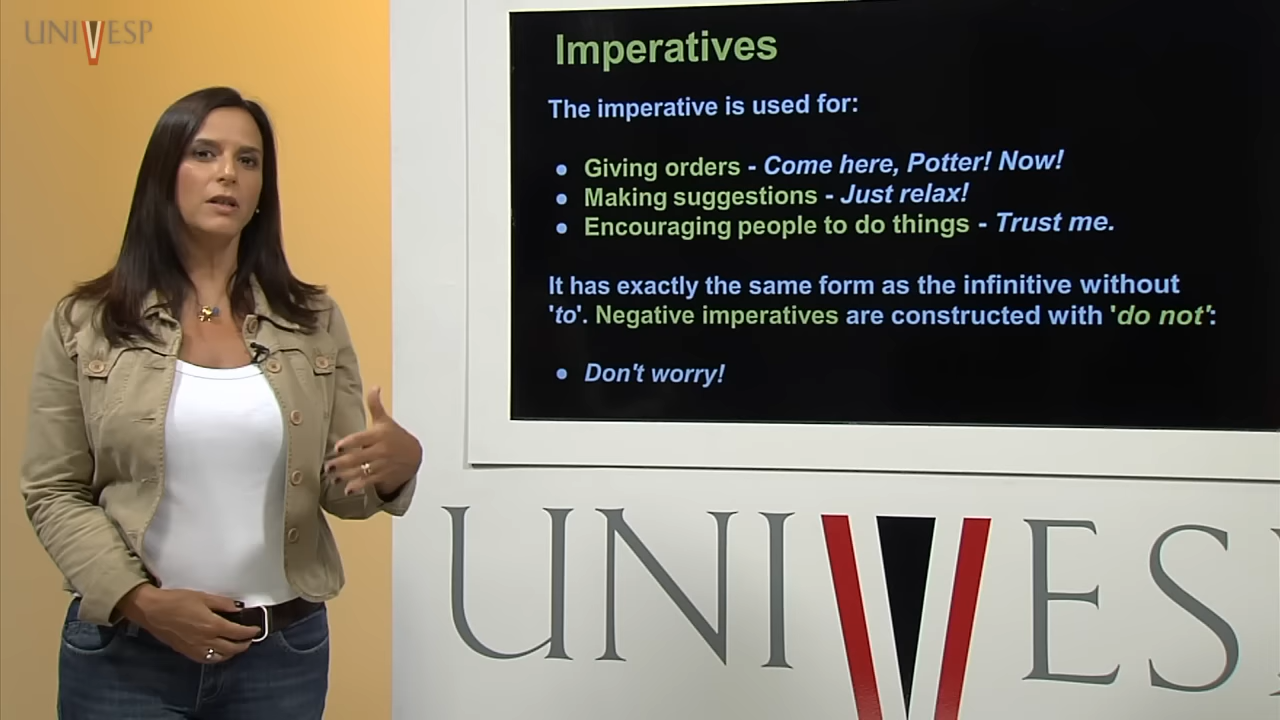 UNIVESP
Imperatives
The imperative is used for:
• Giving orders - Come here, Potter! Now!
• Making suggestions - Just relax!
• Encouraging people to do things - Trust me.
It has exactly the same form as the infinitive without
'to'. Negative imperatives are constructed with 'do not':
• Don't worry!
UNIVES